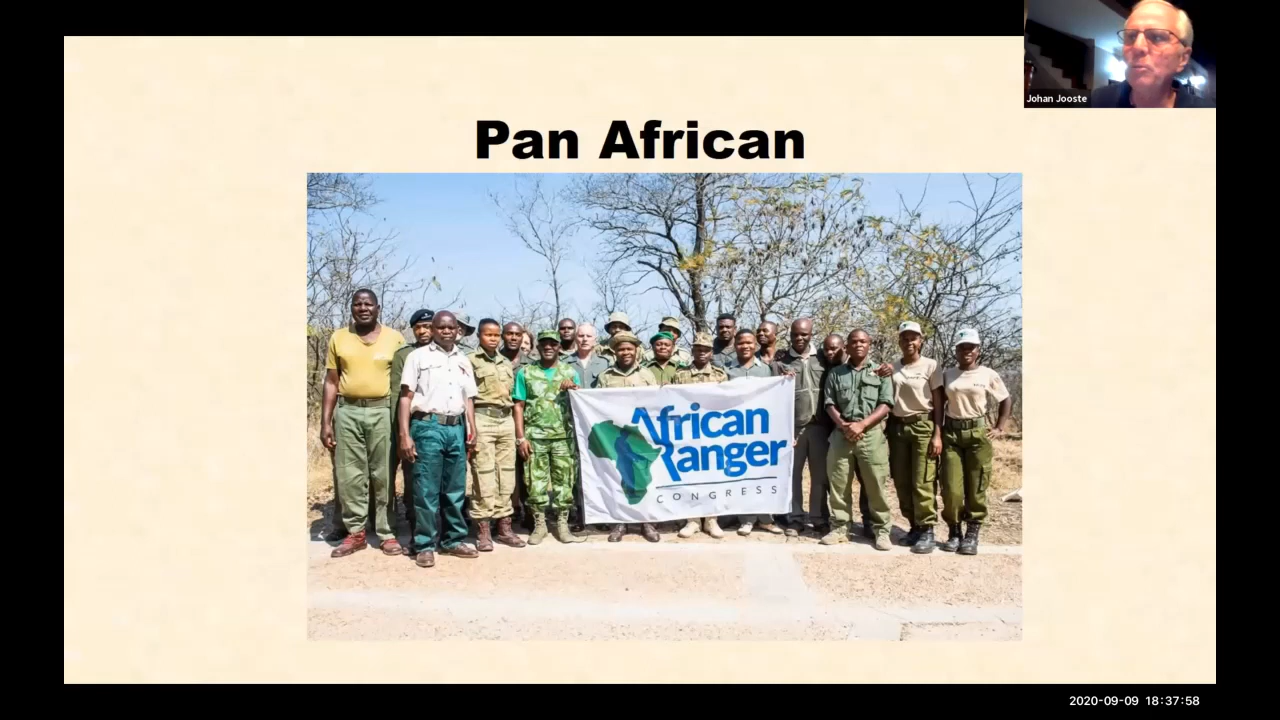 Johan Jooste
Pan African
African
Ranger
CONGRESS
2020-09-09 18:37:58